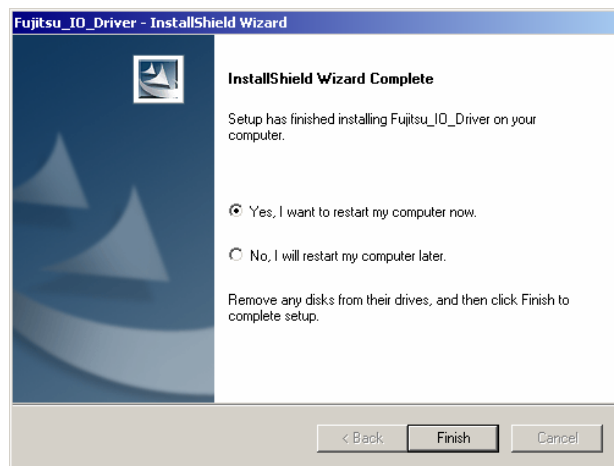 Fujitsu_IO_Driver - InstallShield Wizard
InstallShield Wizard Complete
Setup has finished installing Fujitsu_IO_Driver on your
computer.
Yes, I want to restart my computer now.
No, I will restart my computer later.
Remove any disks from their drives, and then click Finish to
complete setup.
< Back
Finish
Cancel